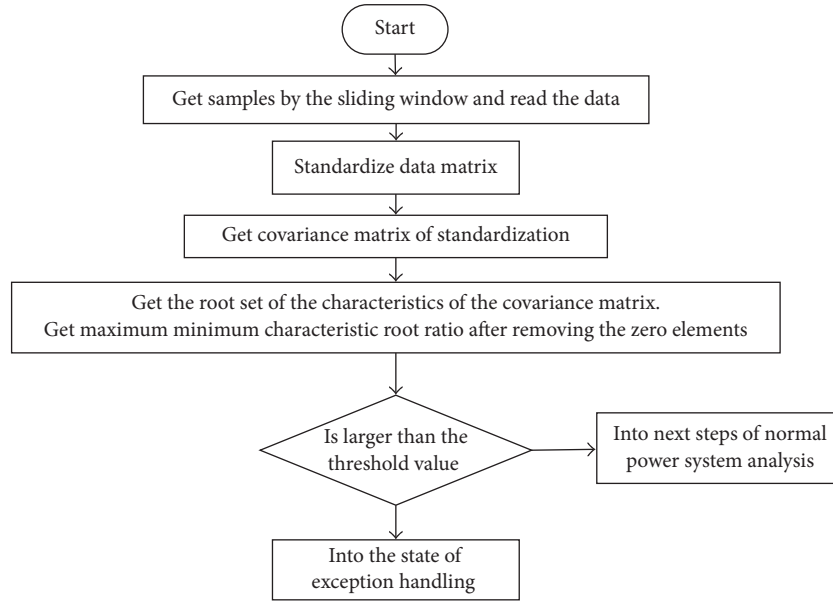 Start
Get samples by the sliding window and read the data
Standardize data matrix
Get covariance matrix of standardization
Get the root set of the characteristics of the covariance matrix.
Get maximum minimum characteristic root ratio after removing the zero elements
Is larger than the
threshold value
Into next steps of normal
power system analysis
Into the state of
exception handling